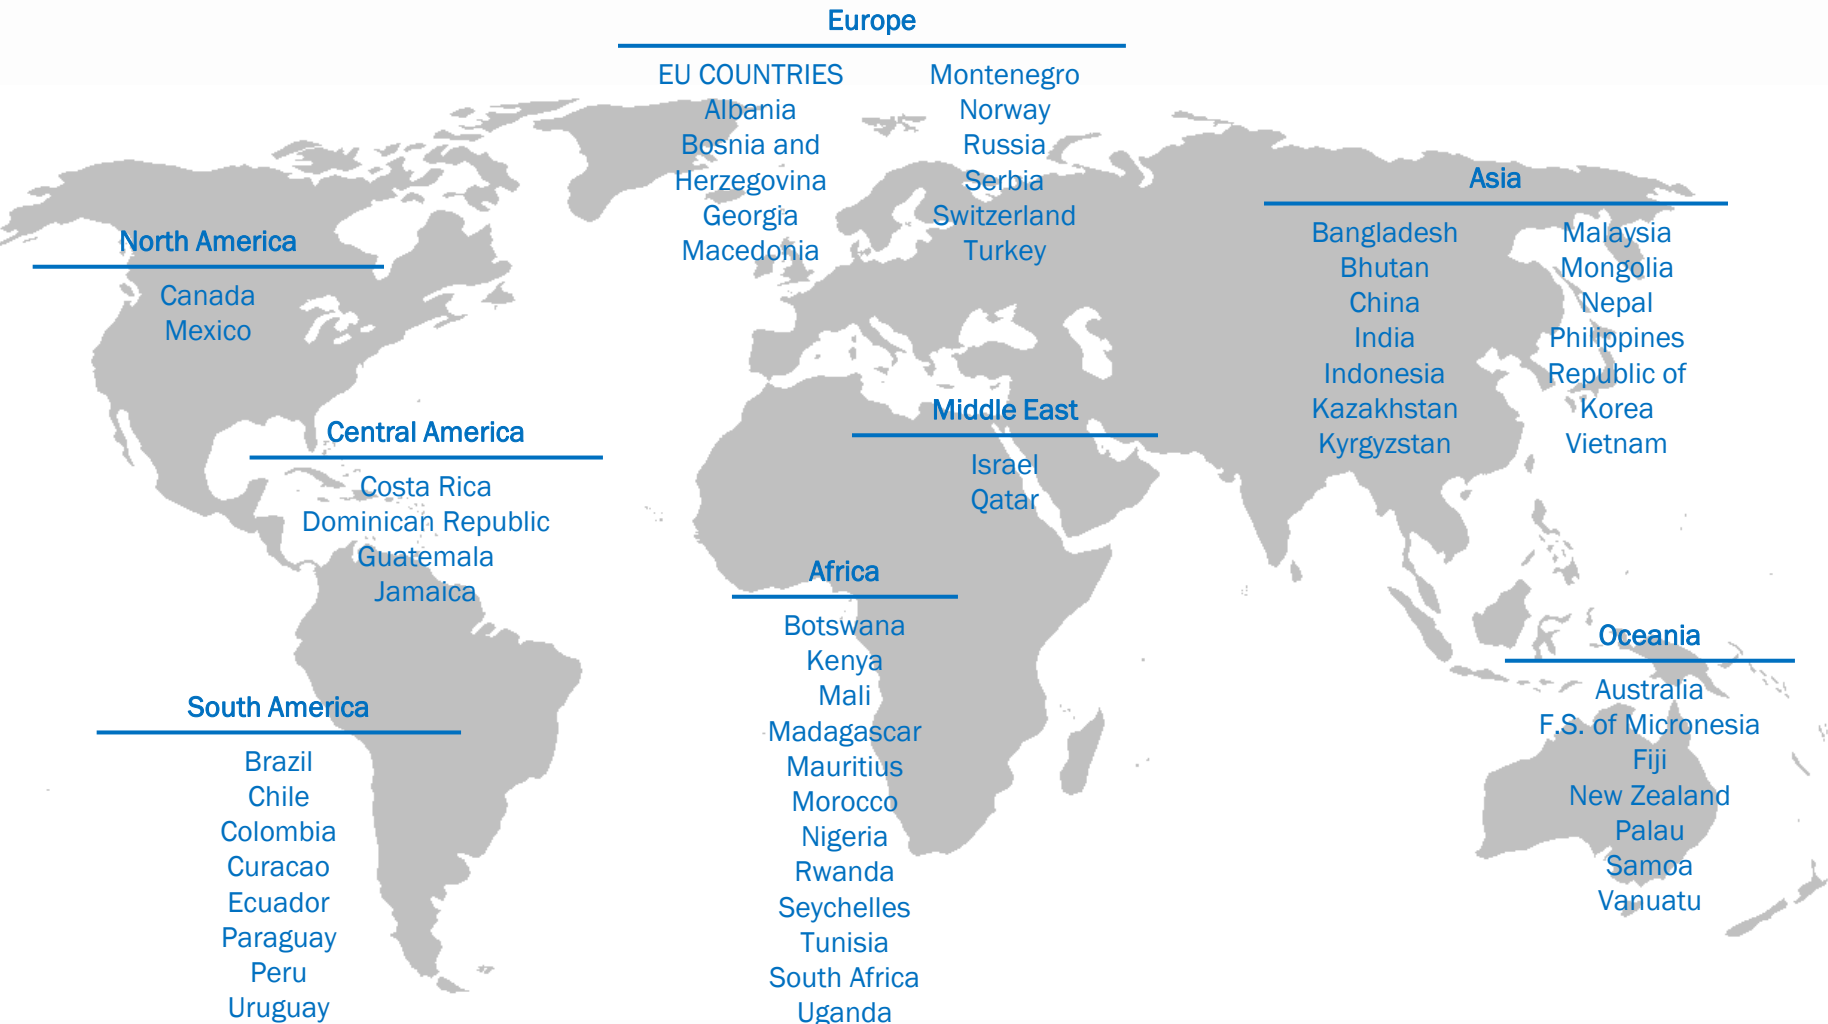 Europe
EU COUNTRIES
Albania
Bosnia and
Herzegovina
Georgia
Macedonia
Montenegro
Norway
Russia
Serbia
Switzerland
Turkey
Asia
Bangladesh
Bhutan
China
India
Indonesia
Kazakhstan
Kyrgyzstan
Malaysia
Mongolia
Nepal
Philippines
Republic of
Korea
Vietnam
North America
Canada
Mexico
Middle East
Israel
Qatar
Central America
Costa Rica
Dominican Republic
Guatemala
Jamaica
Africa
Botswana
Kenya
Mali
Madagascar
Mauritius
Morocco
Nigeria
Rwanda
Seychelles
Tunisia
South Africa
Uganda
Oceania
Australia
F.S. of Micronesia
Fiji
New Zealand
Palau
Samoa
Vanuatu
South America
Brazil
Chile
Colombia
Curacao
Ecuador
Paraguay
Peru
Uruguay